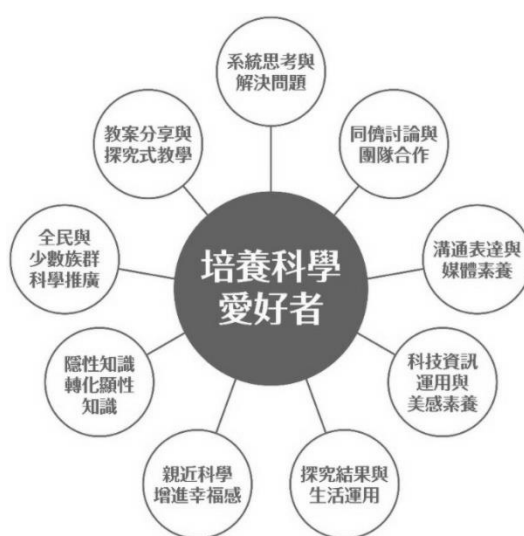 培養科學
愛好者
系統思考與
解決問題
同儕討論與
團隊合作
溝通表達與
媒體素養
科技資訊
運用與
美感素養
探究結果與
生活運用
親近科學
增進幸福感
隱性知識
轉化顯性
知識
全民與
少數族群
科學推廣
教案分享與
探究式教學